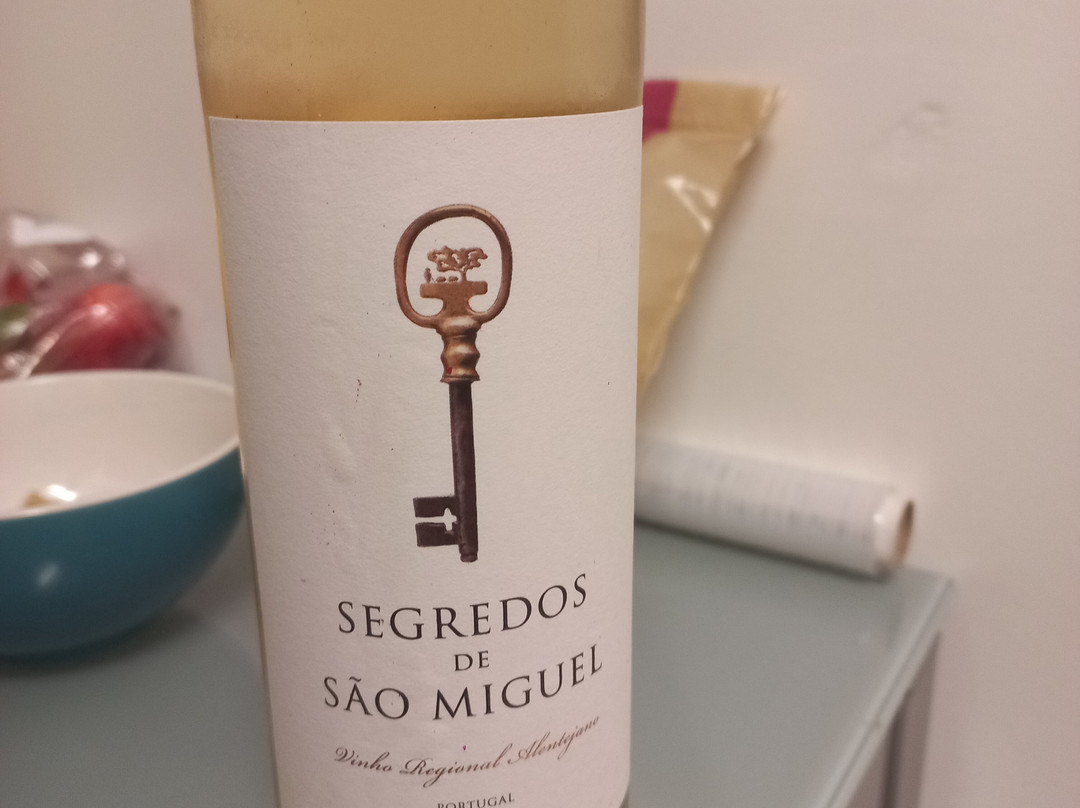 SEGREDOS
DE
SÃO MIGUEL
Vinho Regional Alentejano
PORTUGAL